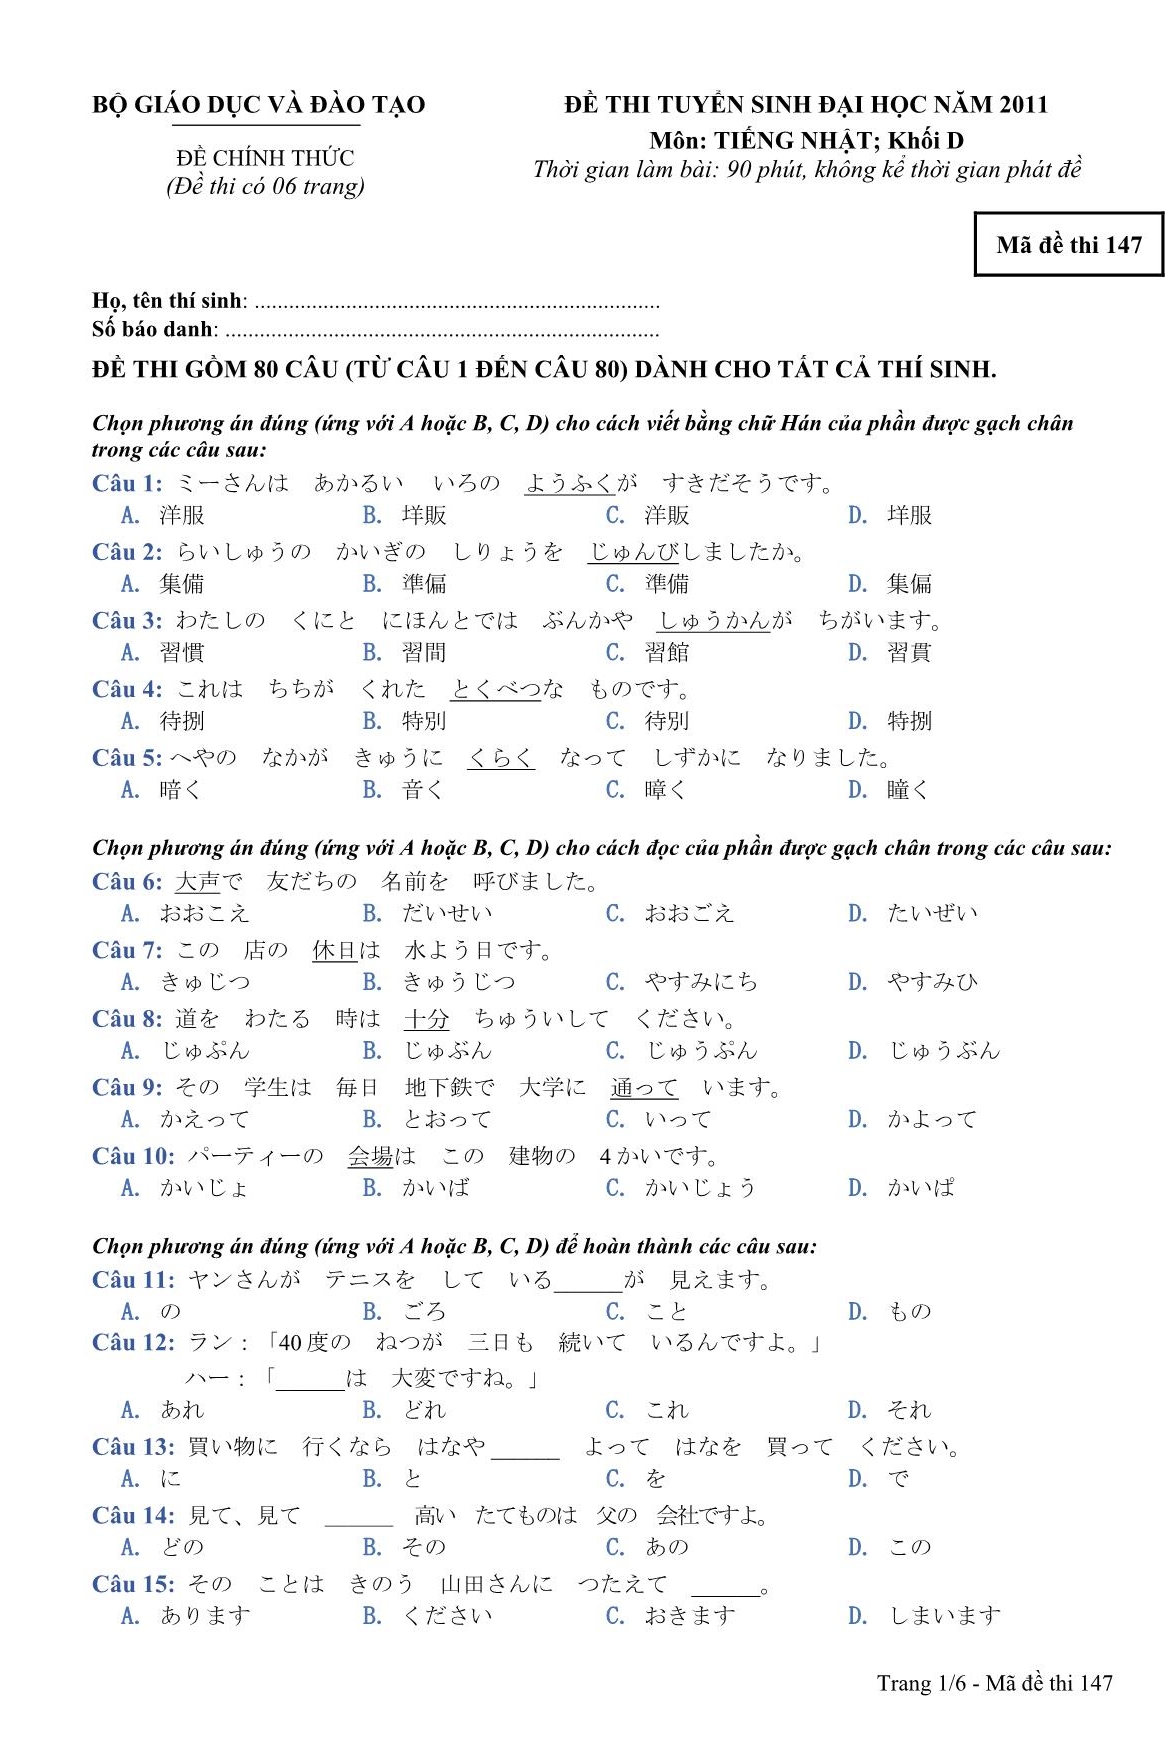 BỘ GIÁO DỤC VÀ ĐÀO TẠO
ĐỀ CHÍNH THỨC
(Đề thi có 06 trang)
ĐỀ THI TUYỂN SINH ĐẠI HỌC NĂM 2011
Môn: TIẾNG NHẬT; Khối D
Thời gian làm bài: 90 phút, không kể thời gian phát đề
Mã đề thi 147
Họ, tên thí sinh: .......................................................................
Số báo danh: ............................................................................
ĐỀ THI GỒM 80 CÂU (TỪ CÂU 1 ĐẾN CÂU 80) DÀNH CHO TẤT CẢ THÍ SINH.
Chọn phương án đúng (ứng với A hoặc B, C, D) cho cách viết bằng chữ Hán của phần được gạch chân
trong các câu sau:
Câu 1: ミーさんは　あかるい　いろの　ようふくが　すきだそうです。
A. 洋服 B. 垟販 C. 洋販 D. 垟服
Câu 2: らいしゅうの　かいぎの　しりょうを　じゅんびしましたか。
A. 集備 B. 準偏 C. 準備 D. 集偏
Câu 3: わたしの　くにと　にほんとでは　ぶんかや　しゅうかんが　ちがいます。
A. 習慣 B. 習間 C. 習館 D. 習貫
Câu 4: これは　ちちが　くれた　とくべつな　ものです。
A. 待捌 B. 特別 C. 待別 D. 特捌
Câu 5: へやの　なかが　きゅうに　くらく　なって　しずかに　なりました。
A. 暗く B. 音く C. 暲く D. 瞳く
Chọn phương án đúng (ứng với A hoặc B, C, D) cho cách đọc của phần được gạch chân trong các câu sau:
Câu 6: 大声で　友だちの　名前を　呼びました。
A. おおこえ B. だいせい C. おおごえ D. たいぜい
Câu 7: この　店の　休日は　水よう日です。
A. きゅじつ B. きゅうじつ C. やすみにち D. やすみひ
Câu 8: 道を　わたる　時は　十分　ちゅういして　ください。
A. じゅぷん B. じゅぶん C. じゅうぷん D. じゅうぶん
Câu 9: その　学生は　毎日　地下鉄で　大学に　通って　います。
A. かえって B. とおって C. いって D. かよって
Câu 10: パーティーの　会場は　この　建物の　4かいです。
A. かいじょ B. かいば C. かいじょう D. かいぱ
Chọn phương án đúng (ứng với A hoặc B, C, D) để hoàn thành các câu sau:
Câu 11: ヤンさんが　テニスを　して　いる______が　見えます。
A. の B. ごろ C. こと D. もの
Câu 12: ラン：「40度の　ねつが　三日も　続いて　いるんですよ。」
ハー：「______は　大変ですね。」
A. あれ B. どれ C. これ D. それ
Câu 13: 買い物に　行くなら　はなや______　よって　はなを　買って　ください。
A. に B. と C. を D. で
Câu 14: 見て、見て　______　高い　たてものは　父の　会社ですよ。
A. どの B. その C. あの D. この
Câu 15: その　ことは　きのう　山田さんに　つたえて　______。
A. あります B. ください C. おきます D. しまいます
Trang 1/6 - Mã đề thi 147